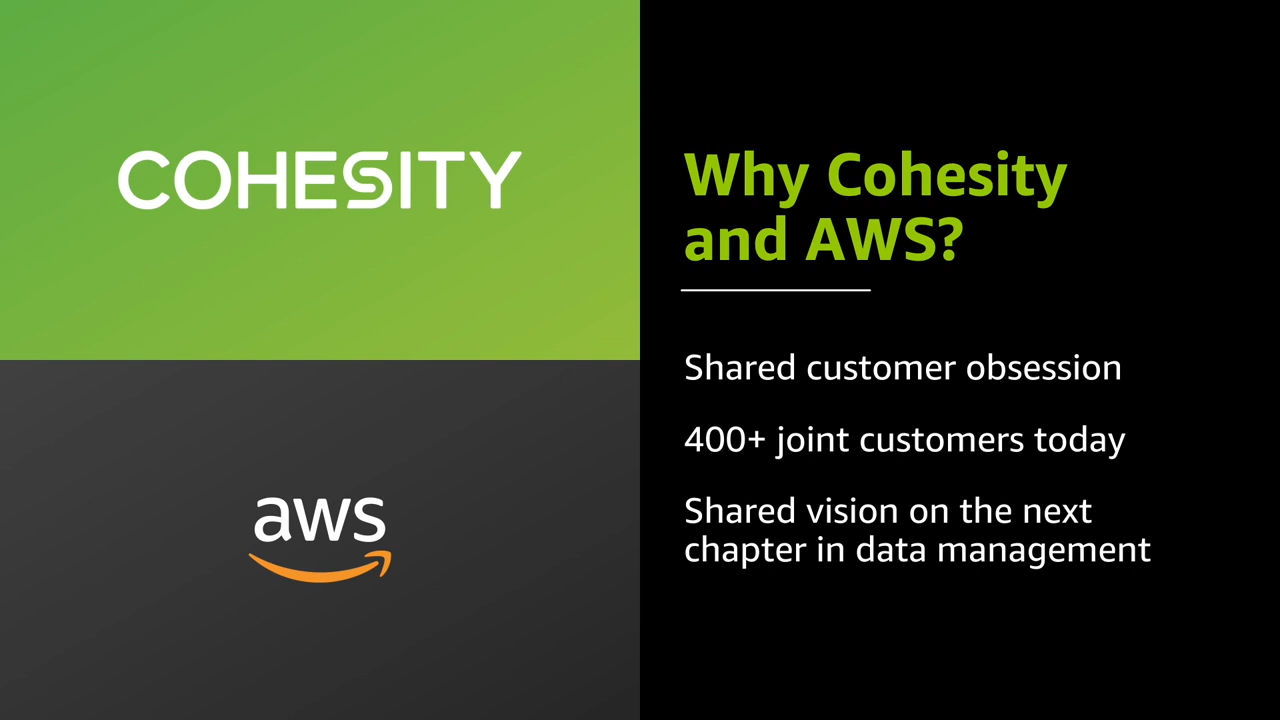 COHESITY
aws
Why Cohesity
and AWS?
Shared customer obsession
400+ joint customers today
Shared vision on the next
chapter in data management